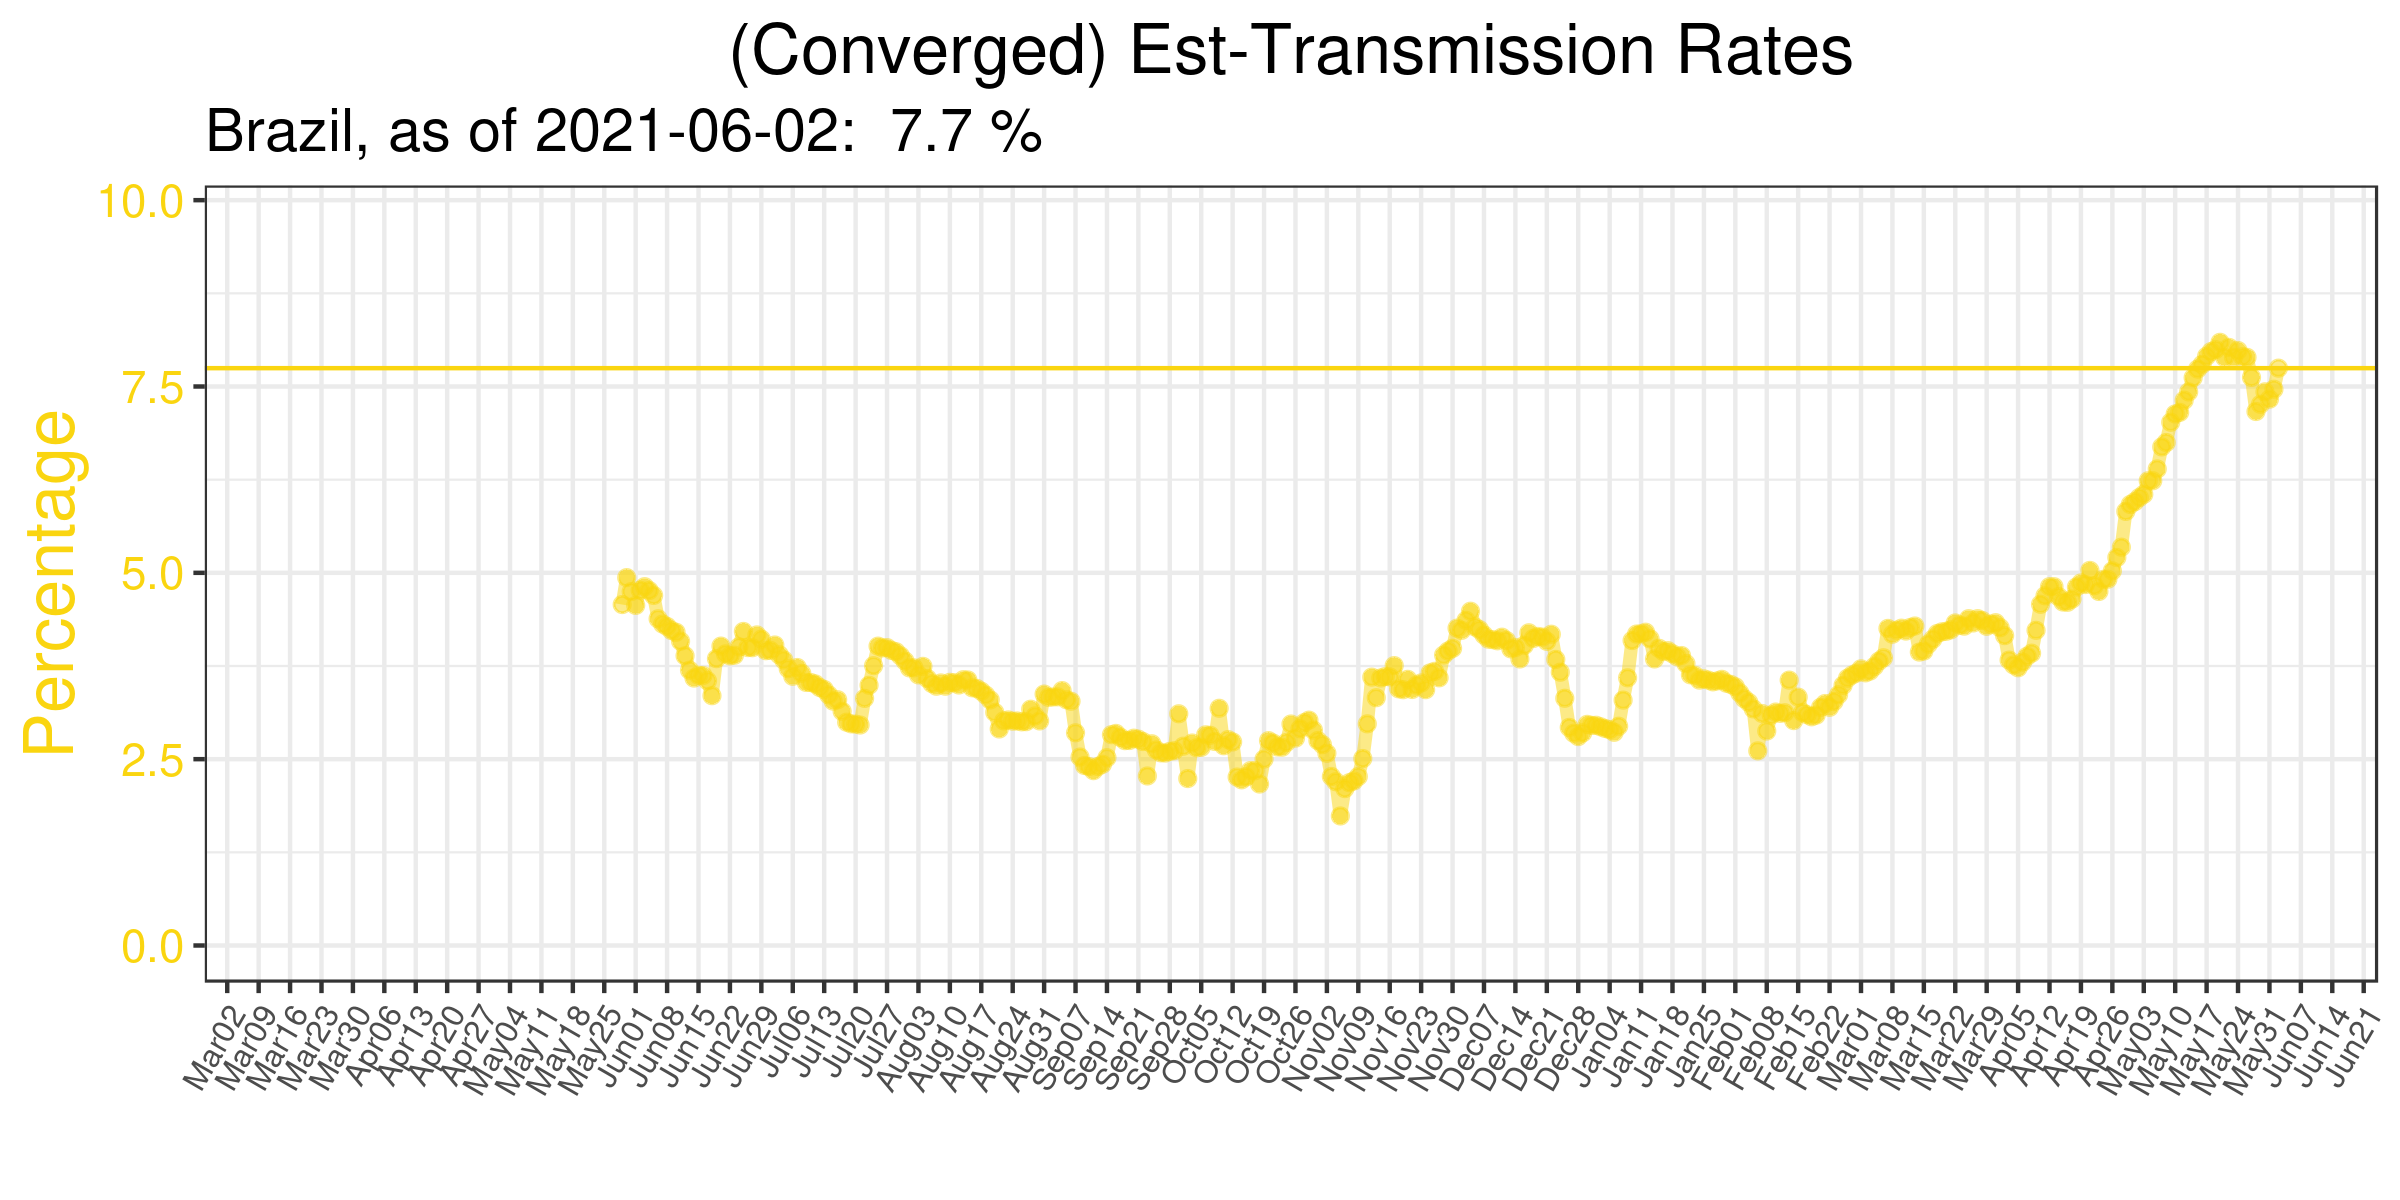 (Converged) Est-Transmission Rates
Brazil, as of 2021-06-02:  7.7 %
Percentage
10.0
7.5
5.0
2.5
0.0
Mar02
Mar09
Mar16
Mar23
Mar30
Apr06
Apr13
Apr20
Apr27
May04
May11
May18
May25
Jun01
Jun08
Jun15
Jun22
Jun29
Jul06
Jul13
Jul20
Jul27
Aug03
Aug10
Aug17
Aug24
Aug31
Sep07
Sep14
Sep21
Sep28
Oct05
Oct12
Oct19
Oct26
Nov02
Nov09
Nov16
Nov23
Nov30
Dec07
Dec14
Dec21
Dec28
Jan04
Jan11
Jan18
Jan25
Feb01
Feb08
Feb15
Feb22
Mar01
Mar08
Mar15
Mar22
Mar29
Apr05
Apr12
Apr19
Apr26
May03
May10
May17
May24
May31
Jun07
Jun14
Jun21